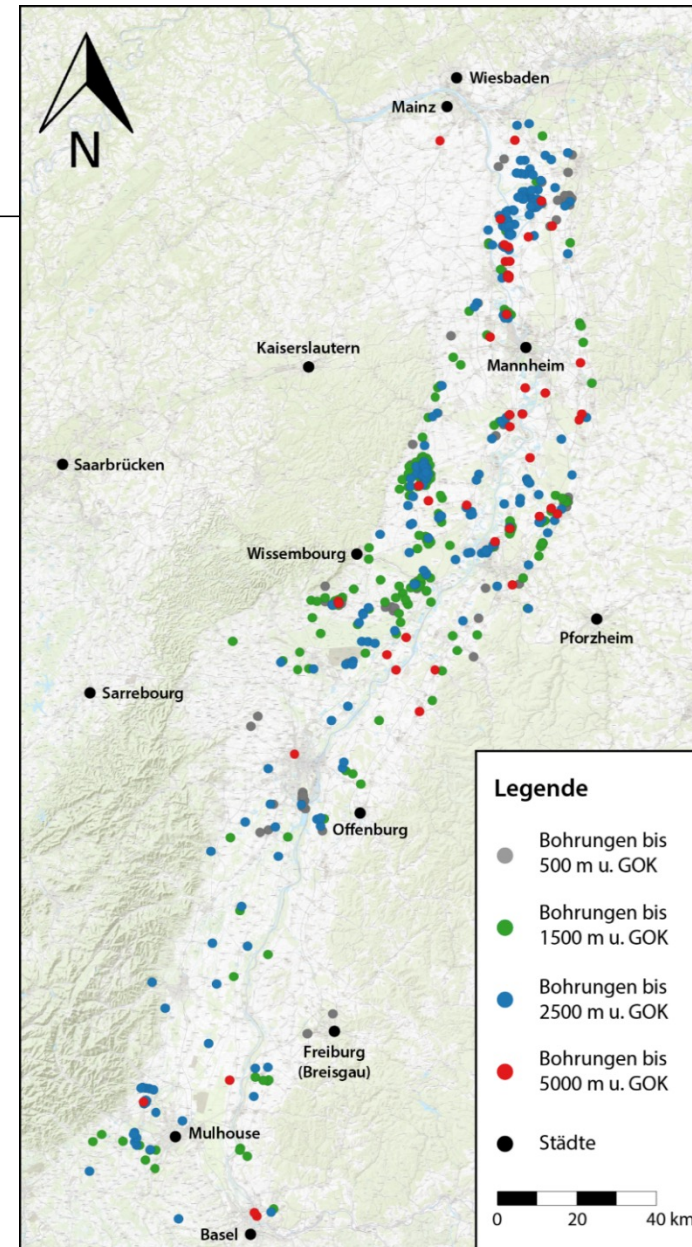 N
Wiesbaden
Mainz
Kaiserslautern
Mannheim
Saarbrücken
Wissembourg
Pforzheim
Sarrebourg
Offenburg
Freiburg
(Breisgau)
Mulhouse
Basel
Legende
Bohrungen bis
500 m u. GOK
Bohrungen bis
1500 m u. GOK
Bohrungen bis
2500 m u. GOK
Bohrungen bis
5000 m u. GOK
Städte
0 20 40 km